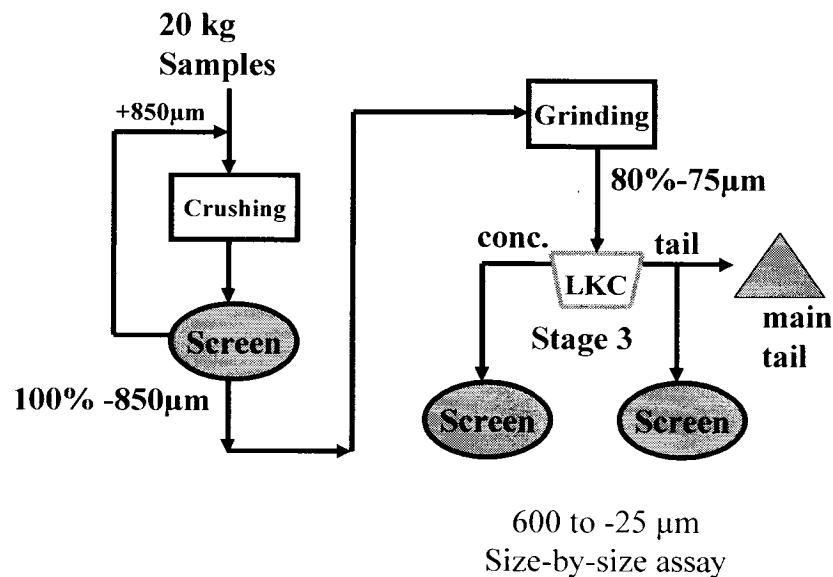 20 kg
Samples
+850µm
Crushing
Screen
100% -850µm
Grinding
80%-75µm
conc.
tail
LKC
Stage 3
main
tail
Screen
Screen
600 to -25 µm
Size-by-size assay